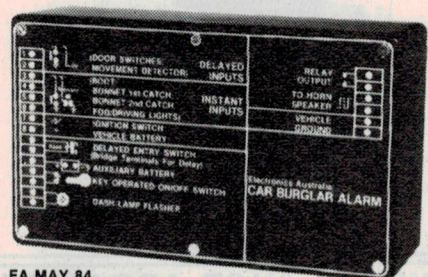 (DOOR SWITCHES
MOVEMENT DETECTOR)
DELAYED
INPUTS
(BOOT
BONNET 1st CATCH
BONNET 2nd CATCH
FOG/DRIVING LIGHTS)
INSTANT
INPUTS
IGNITION SWITCH
VEHICLE BATTERY
DELAYED ENTRY SWITCH
(Bridge Terminals For Delay)
AUXILIARY BATTERY
KEY OPERATED ON/OFF SWITCH
DASH LAMP FLASHER
RELAY
OUTPUT
TO HORN
SPEAKER
VEHICLE
GROUND
Electronics Australia
CAR BURGLAR ALARM
EA MAY 84